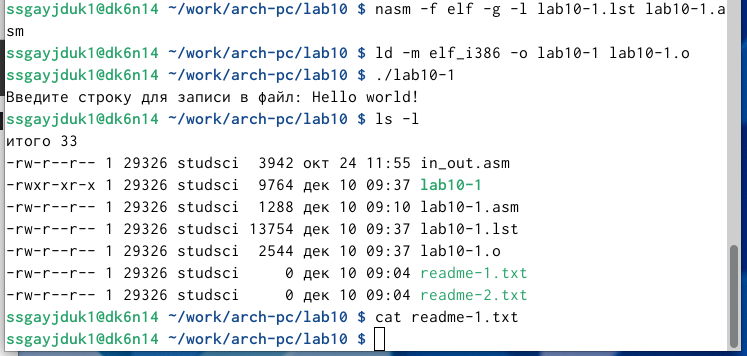 ssgayjduk1@dk6n14 ~/work/arch-pc/lab10 $ nasm -f elf -g -l lab10-1.lst lab10-1.a
sm
ssgayjduk1@dk6n14 ~/work/arch-pc/lab10 $ ld -m elf_i386 -o lab10-1 lab10-1.o
ssgayjduk1@dk6n14 ~/work/arch-pc/lab10 $ ./lab10-1
Введите строку для записи в файл: Hello world!
ssgayjduk1@dk6n14 ~/work/arch-pc/lab10 $ ls -l
итого 33
-rw-r--r-- 1 29326 studsci  3942 окт 24 11:55 in_out.asm
-rwxr-xr-x 1 29326 studsci  9764 дек 10 09:37 lab10-1
-rw-r--r-- 1 29326 studsci  1288 дек 10 09:10 lab10-1.asm
-rw-r--r-- 1 29326 studsci 13754 дек 10 09:37 lab10-1.lst
-rw-r--r-- 1 29326 studsci  2544 дек 10 09:37 lab10-1.o
-rw-r--r-- 1 29326 studsci     0 дек 10 09:04 readme-1.txt
-rw-r--r-- 1 29326 studsci     0 дек 10 09:04 readme-2.txt
ssgayjduk1@dk6n14 ~/work/arch-pc/lab10 $ cat readme-1.txt
ssgayjduk1@dk6n14 ~/work/arch-pc/lab10 $